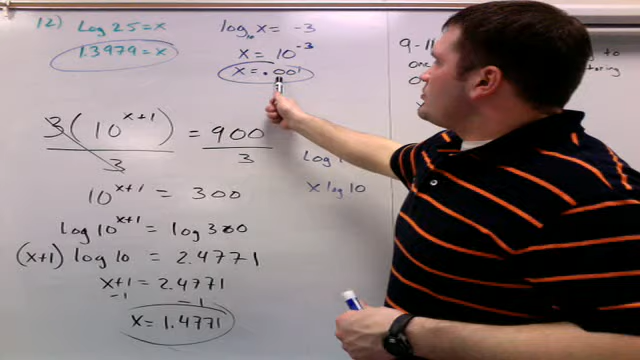 12) Log 25 = x
1.3979 = x
log₁₀ x = -3
x = 10⁻³
x = .001
3(10^(x+1)) = 900
3 3
10^(x+1) = 300
Log 10^(x+1) = log 300
(x+1) log 10 = 2.4771
x+1 = 2.4771
-1 -1
x = 1.4771
Log 1
x log 10
9-11
to